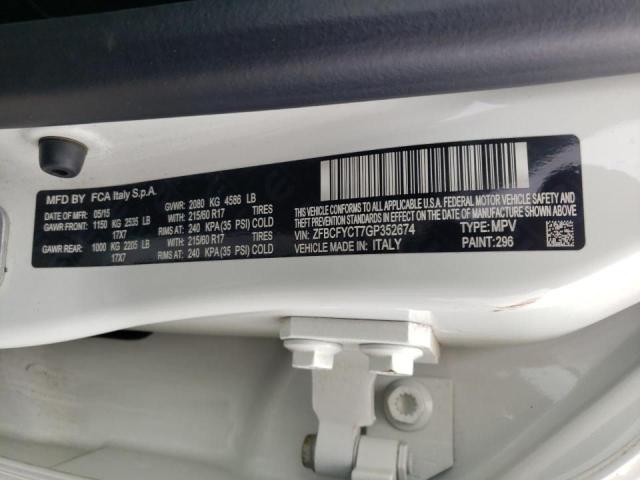 MFD BY FCA Italy S.p.A.
DATE OF MFD: 05/15 GVWR: 2080 KG 4586 LB
GAWR FRONT: 1150 KG 2535 LB WITH: 215/60 R17 TIRES
17X7 RIMS AT: 240 KPA (35 PSI) COLD
GAWR REAR: 1000 KG 2205 LB WITH: 215/60 R17 TIRES
17X7 RIMS AT: 240 KPA (35 PSI) COLD
THIS VEHICLE CONFORMS TO ALL APPLICABLE U.S.A. FEDERAL MOTOR VEHICLE SAFETY,
BUMPER, AND THEFT PREVENTION STANDARDS IN EFFECT ON THE DATE OF MANUFACTURE SHOWN ABOVE.
VIN: ZFBCFYCT7GP352674 TYPE: MPV
MADE IN: ITALY PAINT: 296